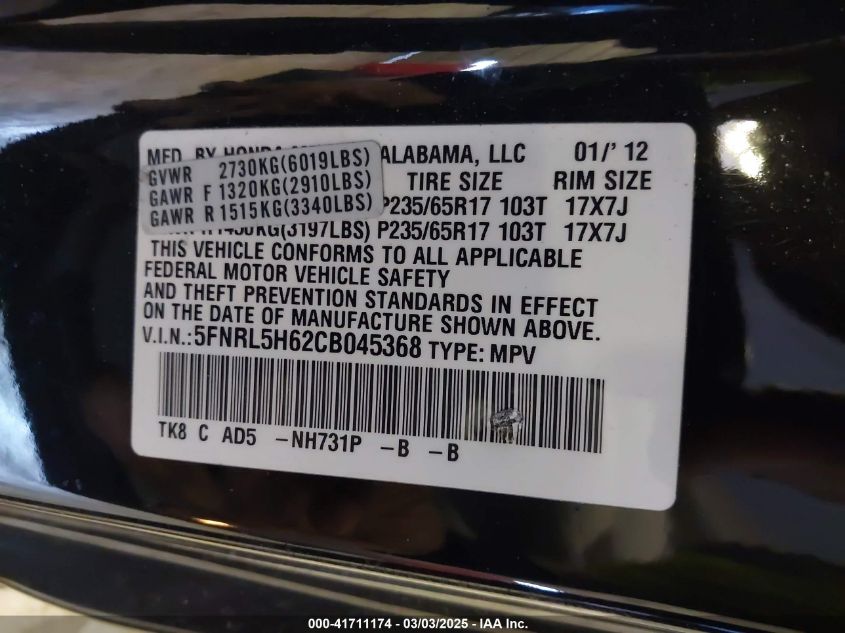 MFD. BY HONDA ALABAMA, LLC 01/' 12
GVWR 2730KG(6019LBS)
GAWR F 1320KG(2910LBS) TIRE SIZE RIM SIZE
GAWR R 1515KG(3340LBS) P235/65R17 103T 17X7J
(3197LBS) P235/65R17 103T 17X7J
THIS VEHICLE CONFORMS TO ALL APPLICABLE
FEDERAL MOTOR VEHICLE SAFETY
AND THEFT PREVENTION STANDARDS IN EFFECT
ON THE DATE OF MANUFACTURE SHOWN ABOVE.
V.I.N.:5FNRL5H62CB045368 TYPE: MPV
TK8 C AD5 -NH731P -B -B
000-41711174 | 03/03/2025 | IAA Inc.